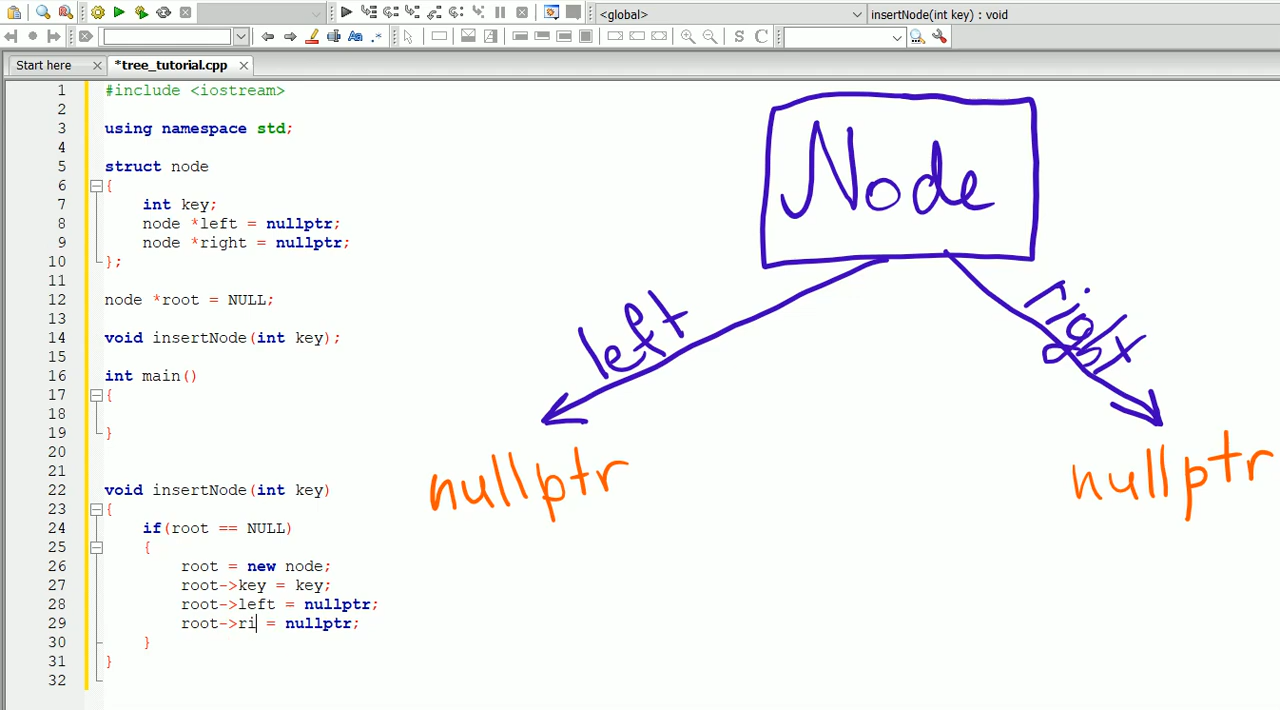 <global>
insertNode(int key) : void
Start here
*tree_tutorial.cpp
1 #include <iostream>
2
3 using namespace std;
4
5 struct node
6 {
7 int key;
8 node *left = nullptr;
9 node *right = nullptr;
10 };
11
12 node *root = NULL;
13
14 void insertNode(int key);
15
16 int main()
17 {
18
19 }
20
21
22 void insertNode(int key)
23 {
24 if(root == NULL)
25 {
26 root = new node;
27 root->key = key;
28 root->left = nullptr;
29 root->ri = nullptr;
30 }
31 }
32
Node
left
right
nullptr
nullptr
Aa
.*
S C